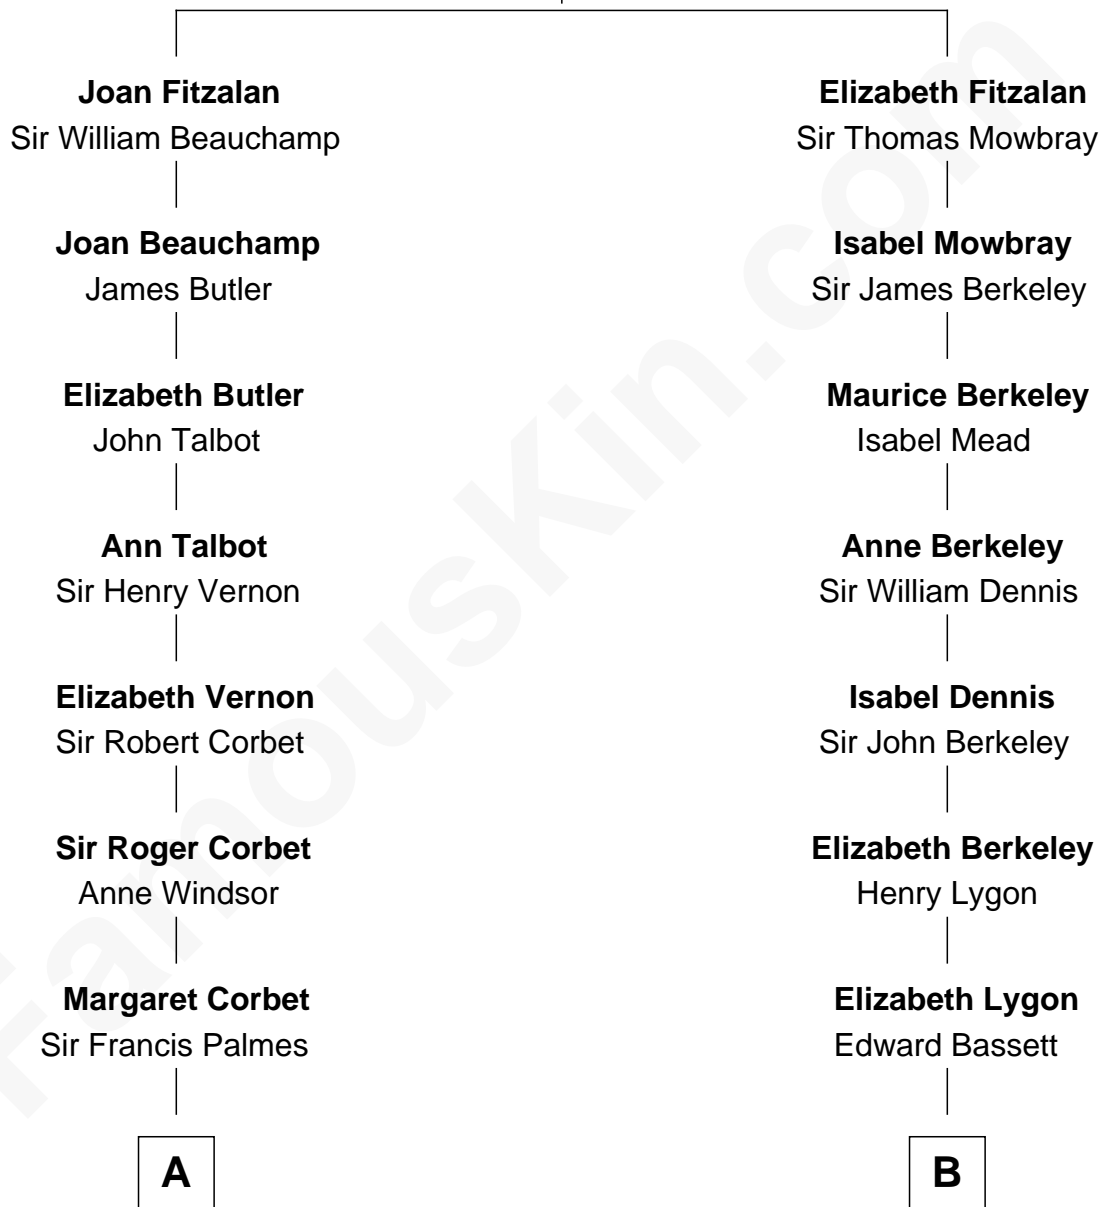 Joan Fitzalan
Sir William Beauchamp
Joan Beauchamp
James Butler
Elizabeth Butler
John Talbot
Ann Talbot
Sir Henry Vernon
Elizabeth Vernon
Sir Robert Corbet
Sir Roger Corbet
Anne Windsor
Margaret Corbet
Sir Francis Palmes
A
Elizabeth Fitzalan
Sir Thomas Mowbray
Isabel Mowbray
Sir James Berkeley
Maurice Berkeley
Isabel Mead
Anne Berkeley
Sir William Dennis
Isabel Dennis
Sir John Berkeley
Elizabeth Berkeley
Henry Lygon
Elizabeth Lygon
Edward Bassett
B
FamousKin.com